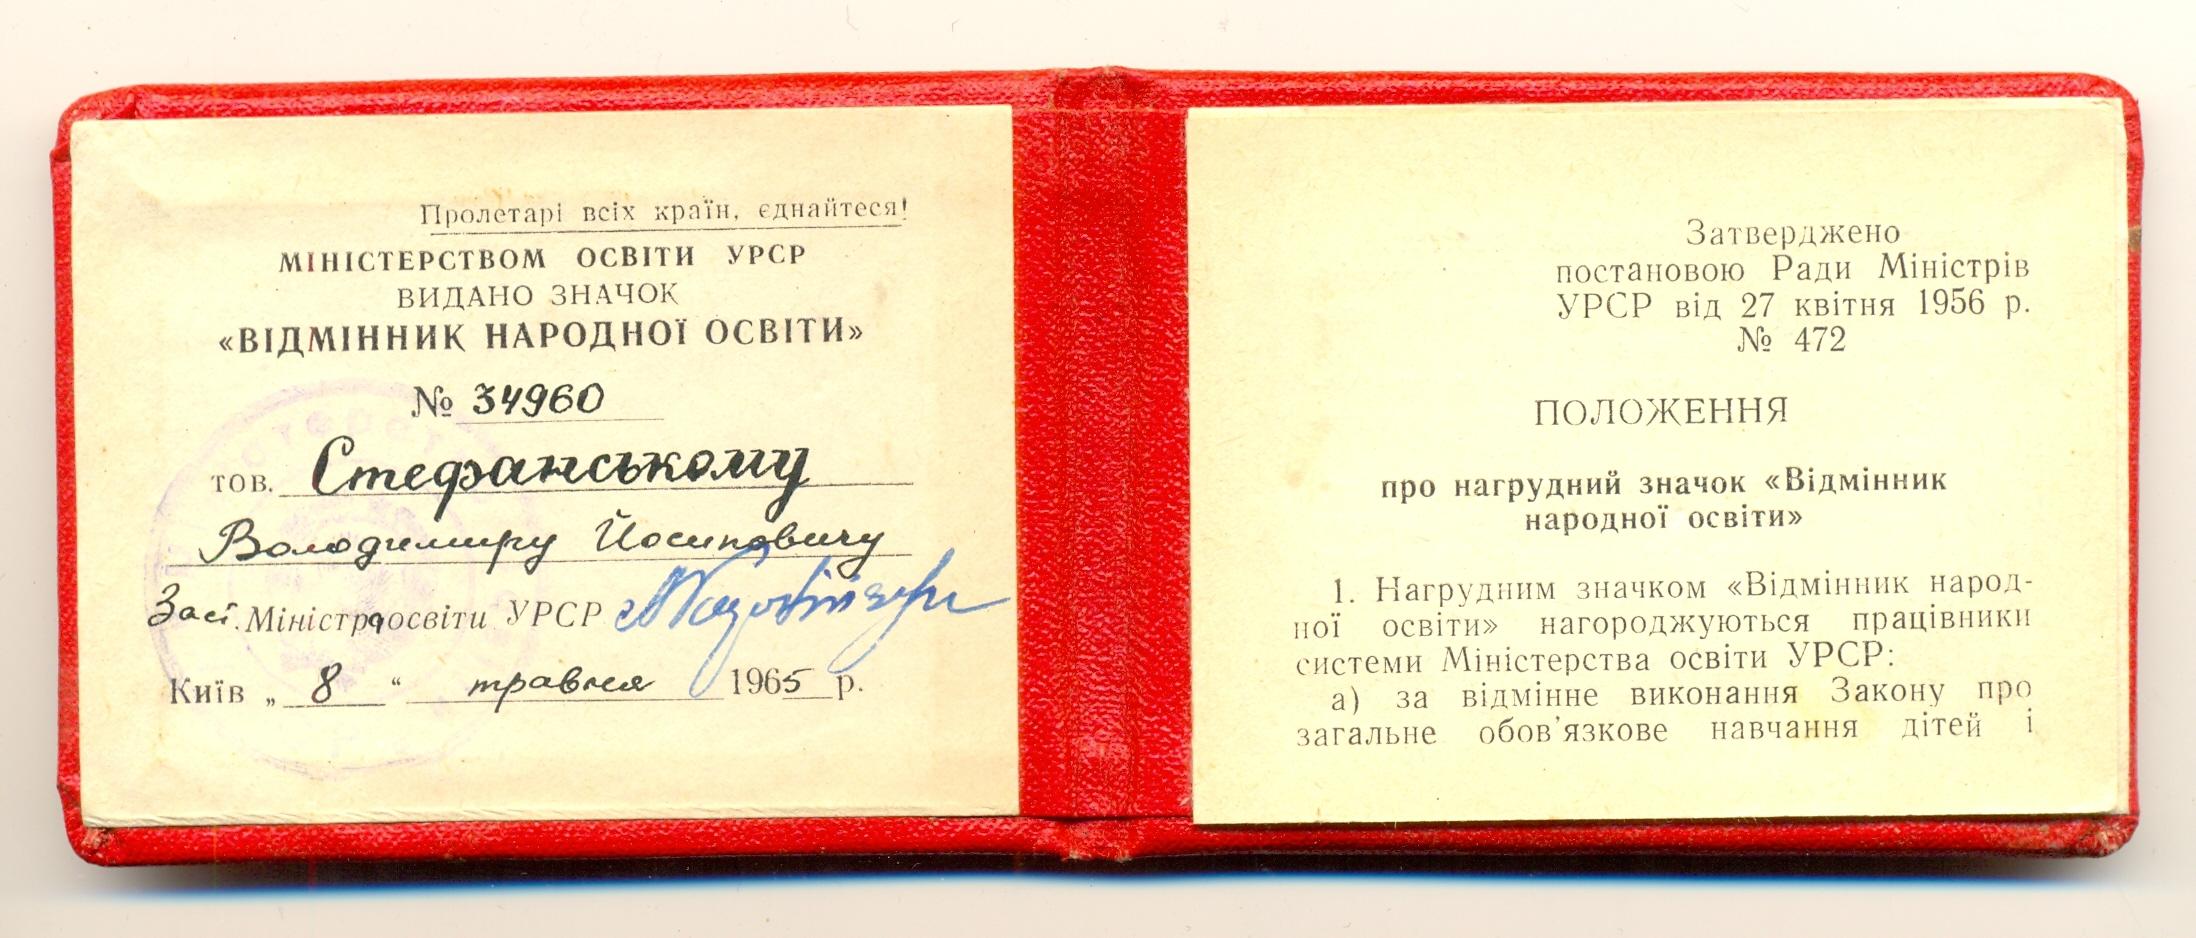 Пролетарі всіх країн, єднайтеся!
МІНІСТЕРСТВОМ ОСВІТИ УРСР
ВИДАНО ЗНАЧОК
«ВІДМІННИК НАРОДНОЇ ОСВІТИ»
№ 34960
тов. Стефанському
Володимиру Йосиповичу
Заст. Міністра освіти УРСР
Київ „ 8 “ травня 1965 р.
Затверджено
постановою Ради Міністрів
УРСР від 27 квітня 1956 р.
№ 472
ПОЛОЖЕННЯ
про нагрудний значок «Відмінник
народної освіти»
1. Нагрудним значком «Відмінник народ-
ної освіти» нагороджуються працівники
системи Міністерства освіти УРСР:
а) за відмінне виконання Закону про
загальне обов'язкове навчання дітей і